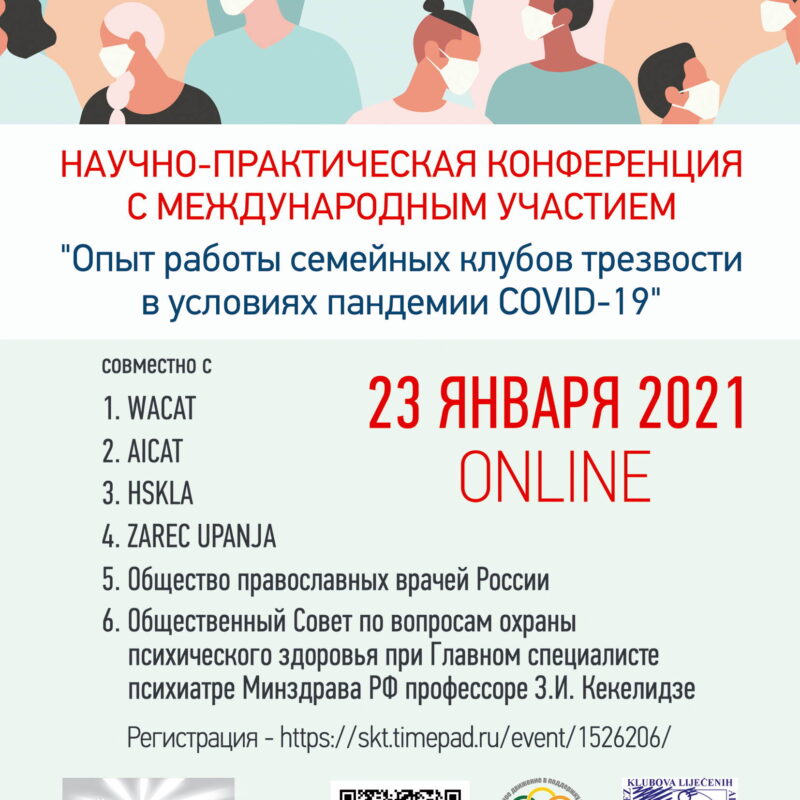 НАУЧНО-ПРАКТИЧЕСКАЯ КОНФЕРЕНЦИЯ
С МЕЖДУНАРОДНЫМ УЧАСТИЕМ
"Опыт работы семейных клубов трезвости
в условиях пандемии COVID-19"
совместно с
1. WACAT
2. AICAT
3. HSKLA
4. ZAREC UPANJA
5. Общество православных врачей России
6. Общественный Совет по вопросам охраны
психического здоровья при Главном специалисте
психиатре Минздрава РФ профессоре З.И. Кекелидзе
23 ЯНВАРЯ 2021
ONLINE
Регистрация - https://skt.timepad.ru/event/1526206/
движение в поддержку
KLUBOVA LIJEČENIH